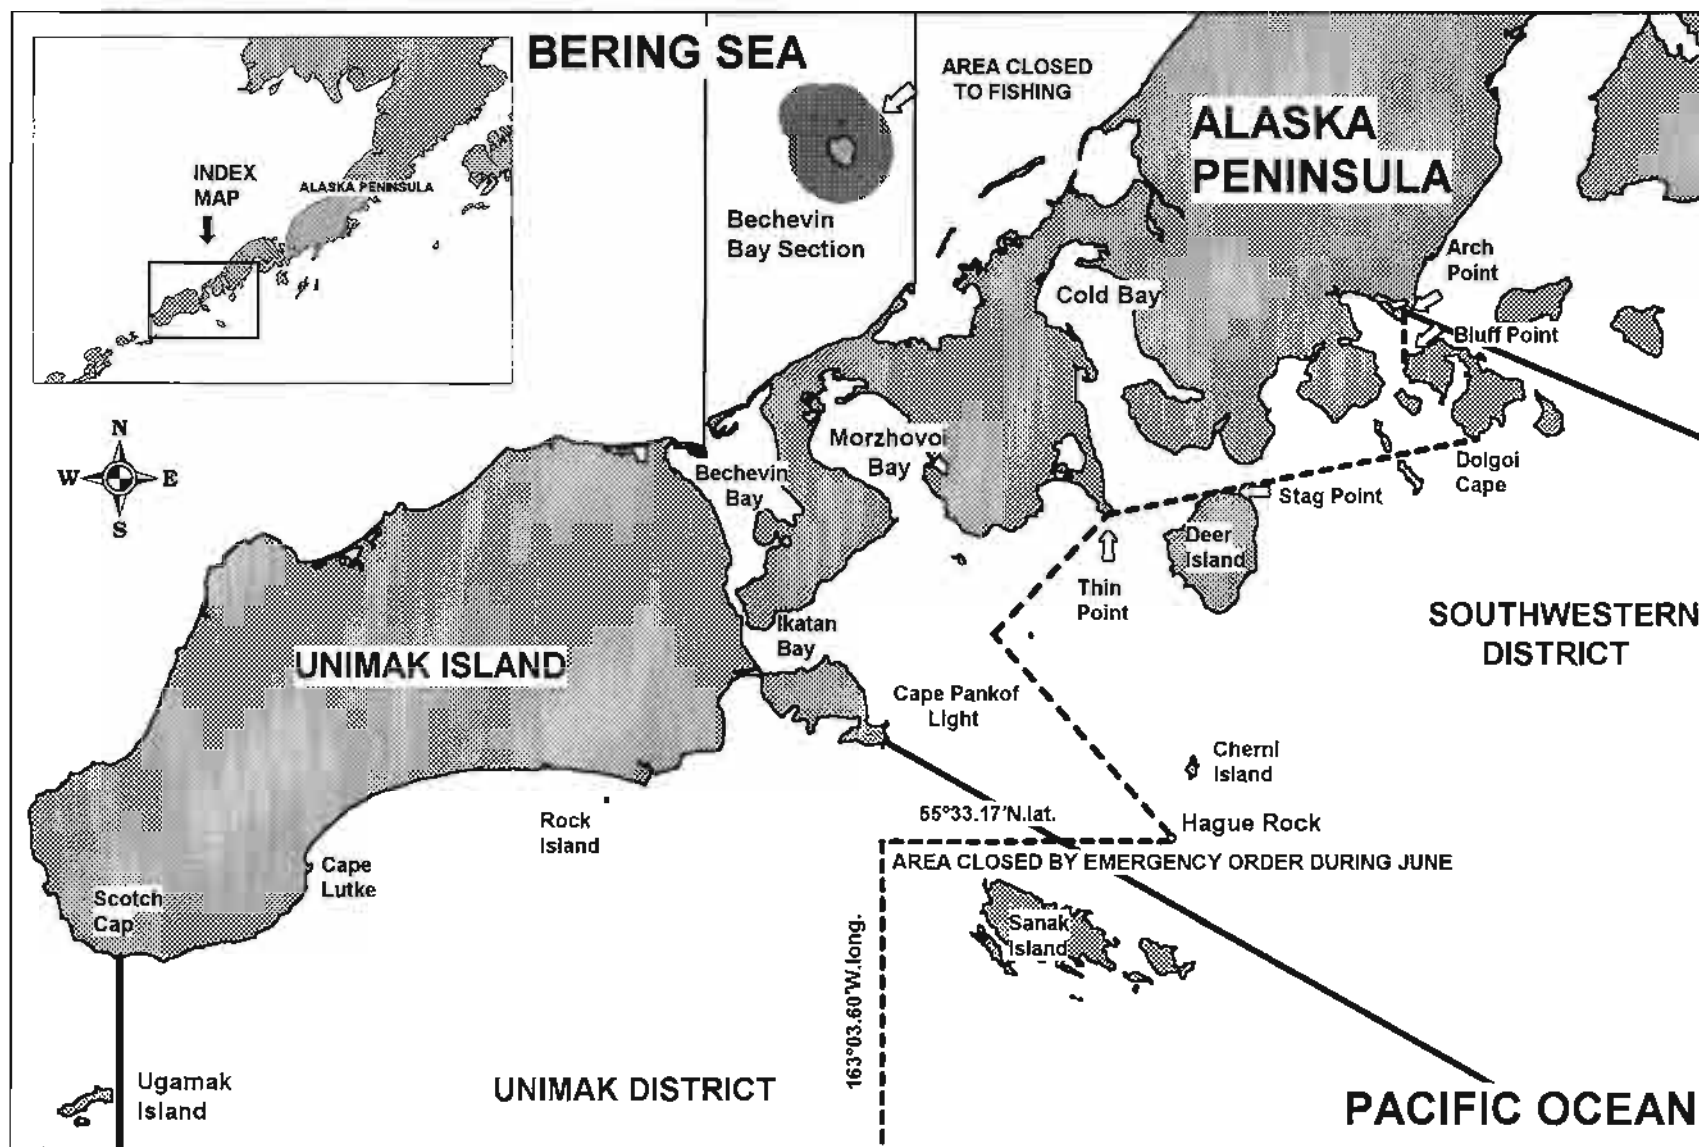 BERING SEA
AREA CLOSED
TO FISHING
ALASKA
PENINSULA
INDEX
MAP
ALASKA PENINSULA
Bechevin
Bay Section
Arch
Point
Cold Bay
Bluff Point
N
W
E
S
Morzhovoi
Bay
Bechevin
Bay
Dolgoi
Cape
Stag Point
Deer
Island
Thin
Point
SOUTHWESTERN
DISTRICT
Ikatan
Bay
UNIMAK ISLAND
Cape Pankof
Light
Cherni
Island
Rock
Island
55°33.17'N.lat.
Hague Rock
AREA CLOSED BY EMERGENCY ORDER DURING JUNE
Cape
Lutke
Scotch
Cap
Sanak
Island
163°03.60'W.long.
Ugamak
Island
UNIMAK DISTRICT
PACIFIC OCEAN